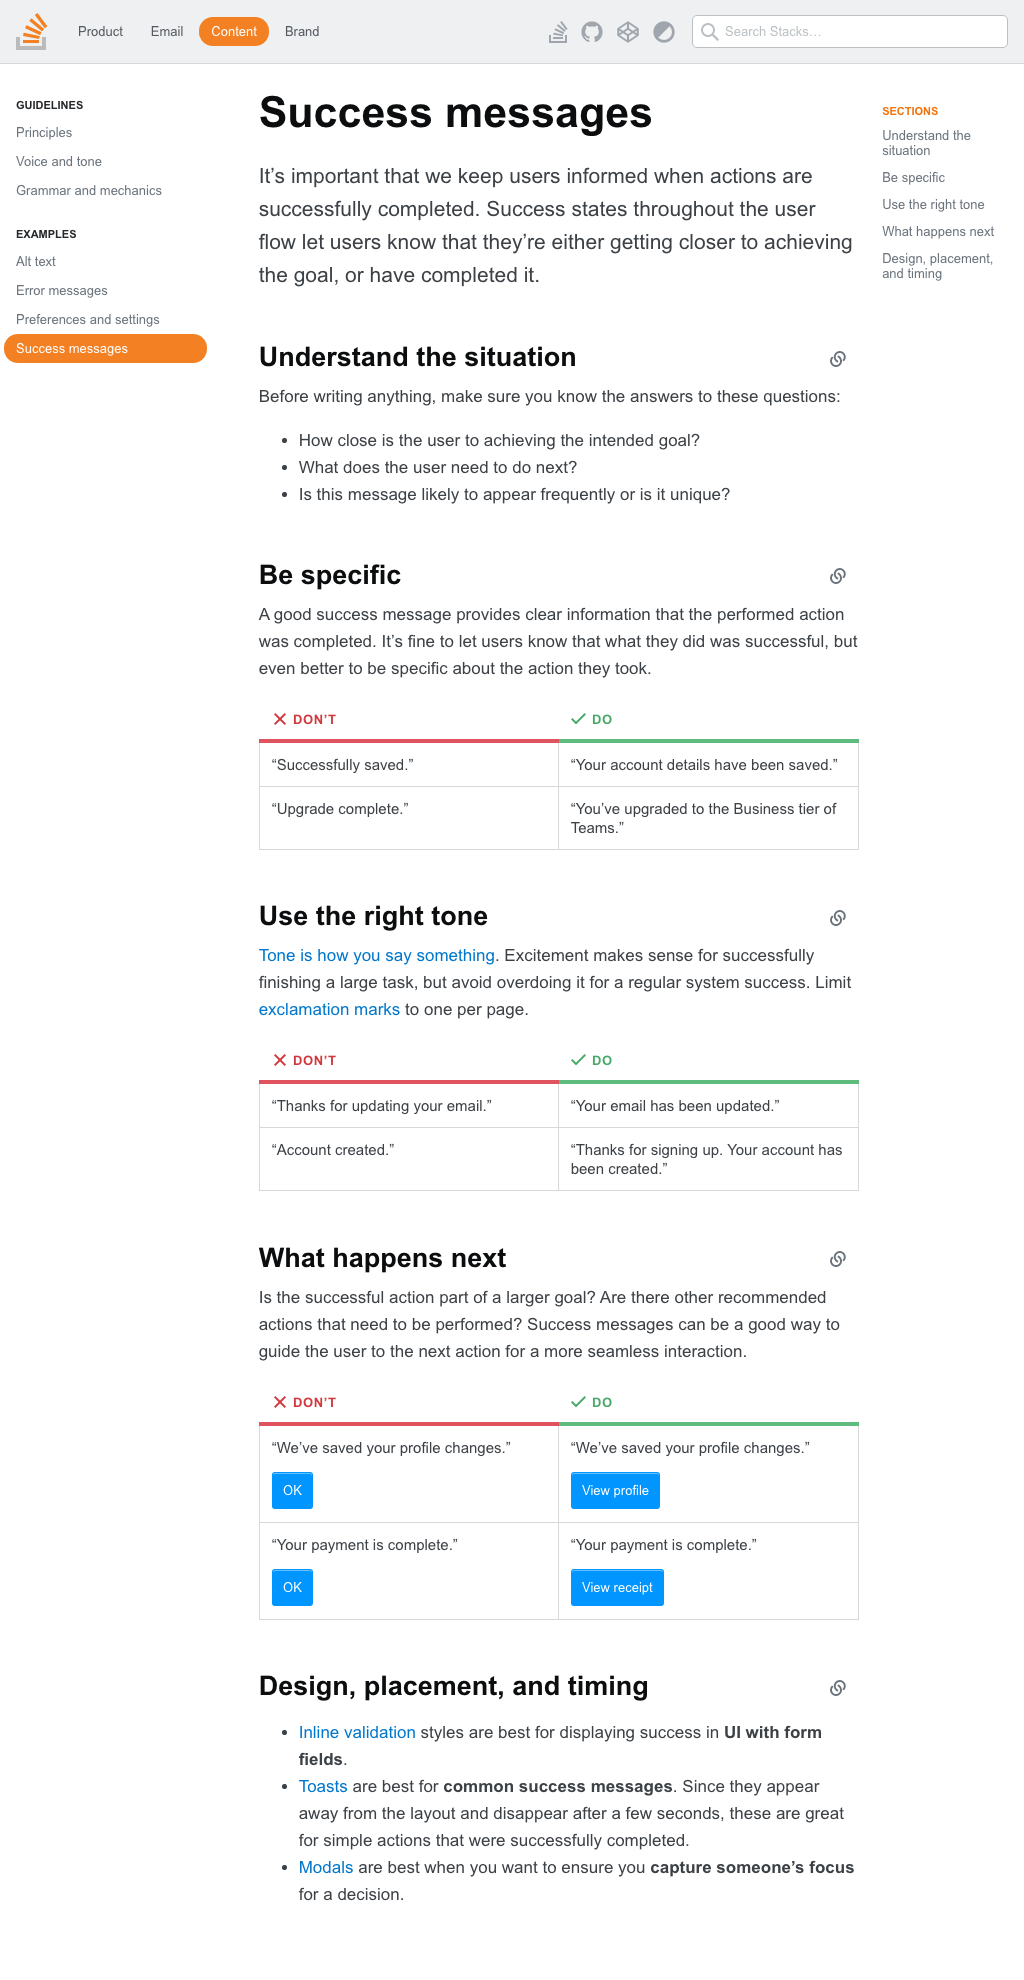 Product Email Content Brand Search Stacks…
GUIDELINES
Principles
Voice and tone
Grammar and mechanics
EXAMPLES
Alt text
Error messages
Preferences and settings
Success messages
Success messages
It’s important that we keep users informed when actions are
successfully completed. Success states throughout the user
flow let users know that they’re either getting closer to achieving
the goal, or have completed it.
SECTIONS
Understand the
situation
Be specific
Use the right tone
What happens next
Design, placement,
and timing
Understand the situation
Before writing anything, make sure you know the answers to these questions:
• How close is the user to achieving the intended goal?
• What does the user need to do next?
• Is this message likely to appear frequently or is it unique?
Be specific
A good success message provides clear information that the performed action
was completed. It’s fine to let users know that what they did was successful, but
even better to be specific about the action they took.
DON’T DO
“Successfully saved.” “Your account details have been saved.”
“Upgrade complete.” “You’ve upgraded to the Business tier of
Teams.”
Use the right tone
Tone is how you say something. Excitement makes sense for successfully
finishing a large task, but avoid overdoing it for a regular system success. Limit
exclamation marks to one per page.
DON’T DO
“Thanks for updating your email.” “Your email has been updated.”
“Account created.” “Thanks for signing up. Your account has
been created.”
What happens next
Is the successful action part of a larger goal? Are there other recommended
actions that need to be performed? Success messages can be a good way to
guide the user to the next action for a more seamless interaction.
DON’T DO
“We’ve saved your profile changes.” “We’ve saved your profile changes.”
OK View profile
“Your payment is complete.” “Your payment is complete.”
OK View receipt
Design, placement, and timing
• Inline validation styles are best for displaying success in UI with form
fields.
• Toasts are best for common success messages. Since they appear
away from the layout and disappear after a few seconds, these are great
for simple actions that were successfully completed.
• Modals are best when you want to ensure you capture someone’s focus
for a decision.